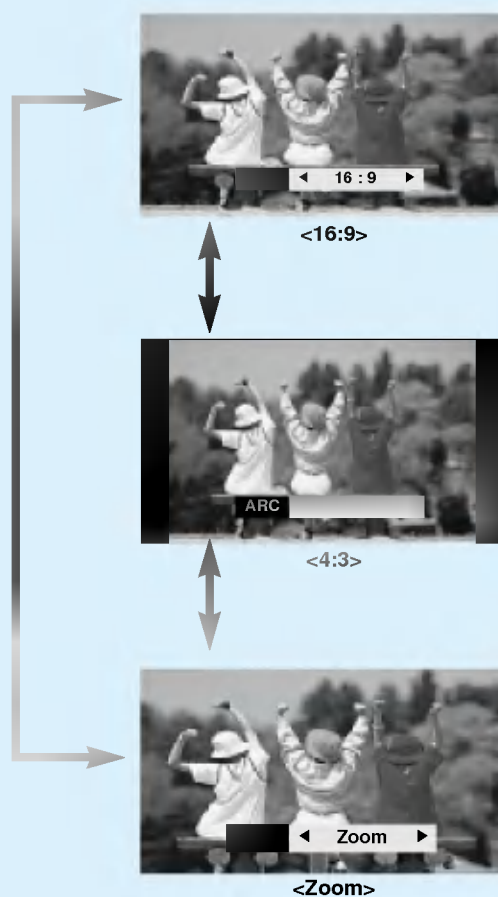 ◄ 16 : 9 ►
<16:9>
ARC
<4:3>
◄ Zoom ►
<Zoom>